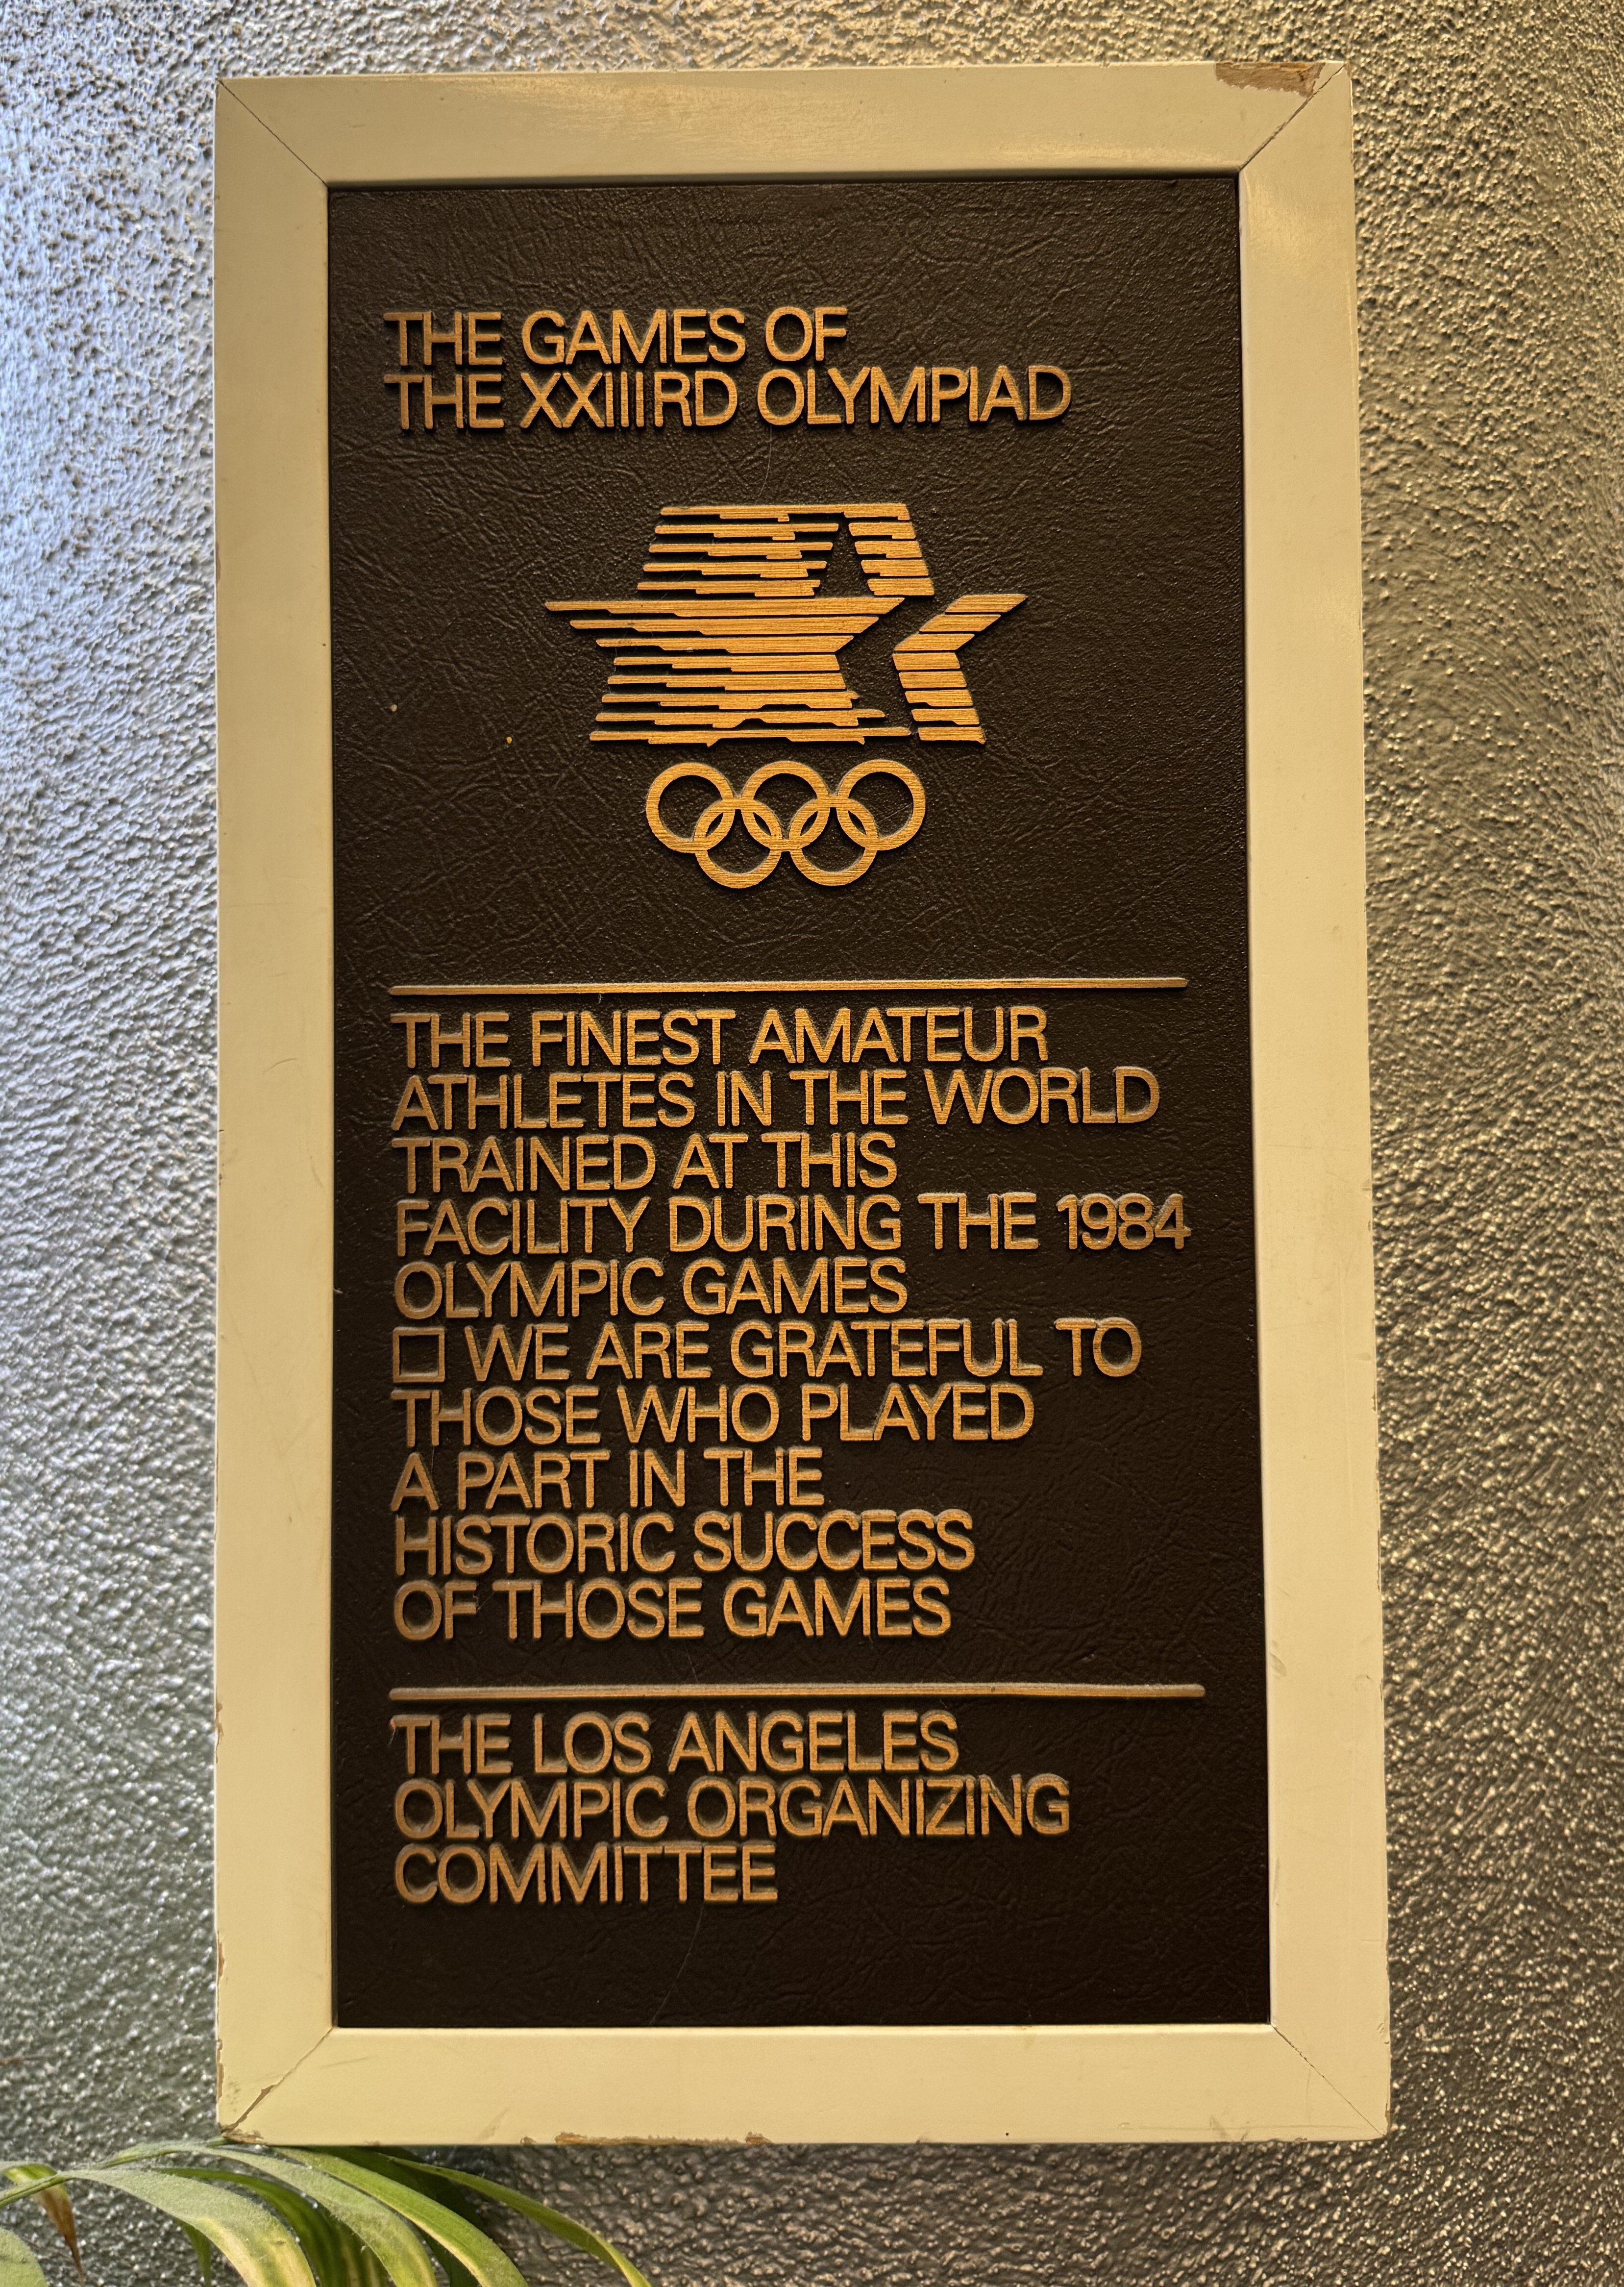 THE GAMES OF
THE XXIIIRD OLYMPIAD
THE FINEST AMATEUR
ATHLETES IN THE WORLD
TRAINED AT THIS
FACILITY DURING THE 1984
OLYMPIC GAMES
□ WE ARE GRATEFUL TO
THOSE WHO PLAYED
A PART IN THE
HISTORIC SUCCESS
OF THOSE GAMES
THE LOS ANGELES
OLYMPIC ORGANIZING
COMMITTEE